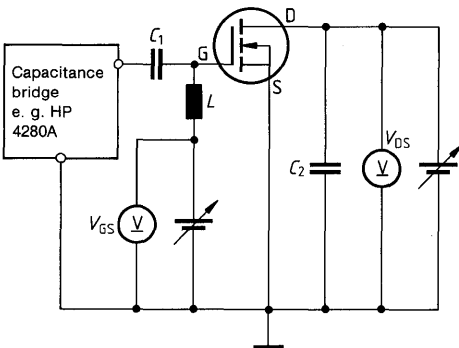 Capacitance
bridge
e. g. HP
4280A
C1
G
D
S
L
VGS
V
C2
VDS
V